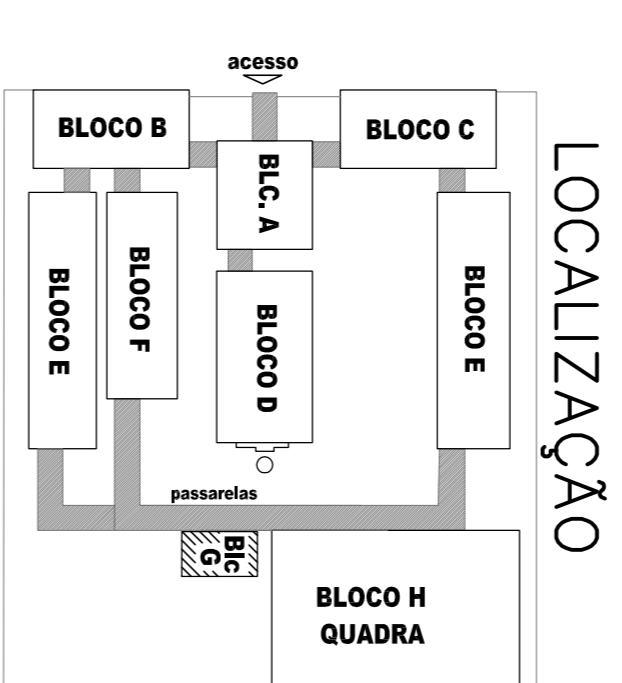 acesso
BLOCO B
BLOCO C
BLC. A
BLOCO E
BLOCO F
BLOCO D
BLOCO E
passarelas
Blc
G
BLOCO H
QUADRA
LOCALIZAÇÃO